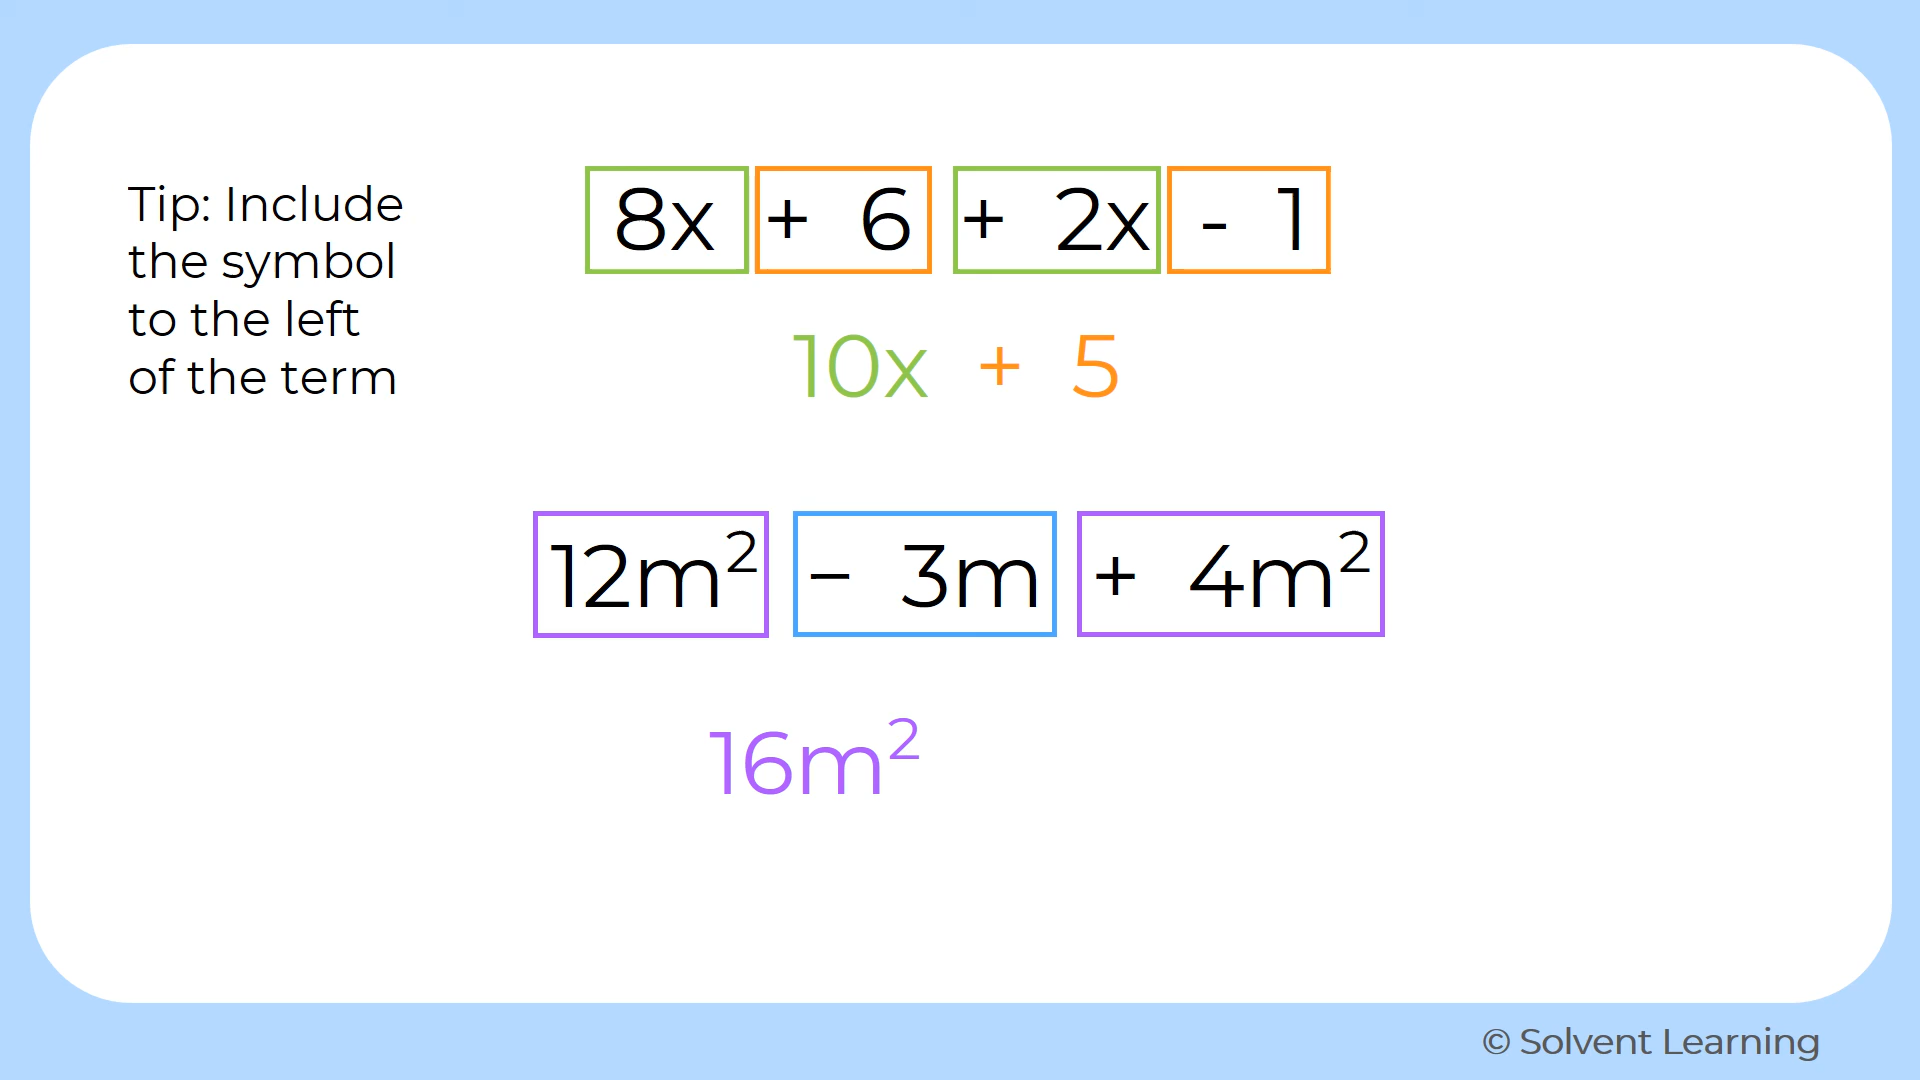 Tip: Include
the symbol
to the left
of the term
8x + 6 + 2x - 1
10x + 5
12m² − 3m + 4m²
16m²
© Solvent Learning